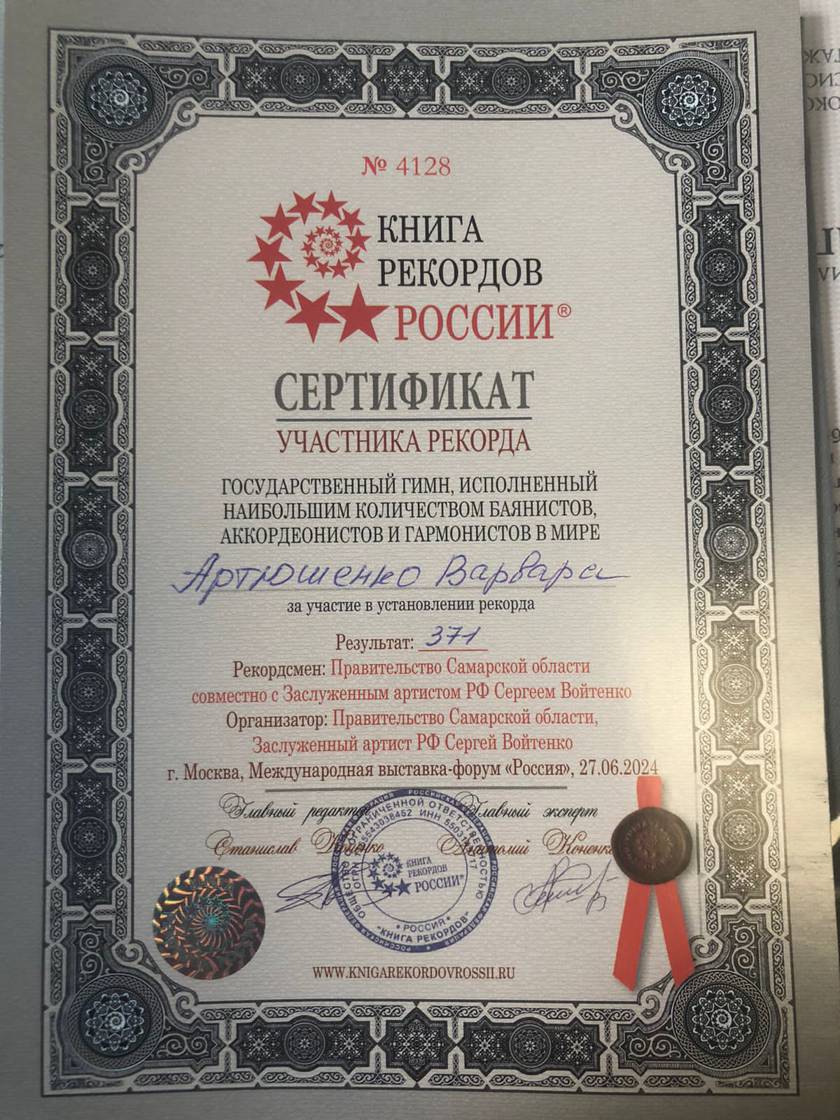 № 4128
КНИГА
РЕКОРДОВ
РОССИИ®
СЕРТИФИКАТ
УЧАСТНИКА РЕКОРДА
ГОСУДАРСТВЕННЫЙ ГИМН, ИСПОЛНЕННЫЙ
НАИБОЛЬШИМ КОЛИЧЕСТВОМ БАЯНИСТОВ,
АККОРДЕОНИСТОВ И ГАРМОНИСТОВ В МИРЕ
Артюшенко Варвара
за участие в установлении рекорда
Результат: 371
Рекордсмен: Правительство Самарской области
совместно с Заслуженным артистом РФ Сергеем Войтенко
Организатор: Правительство Самарской области,
Заслуженный артист РФ Сергей Войтенко
г. Москва, Международная выставка-форум «Россия», 27.06.2024
Главный редактор Главный эксперт
Станислав Анатолий
КНИГА
РЕКОРДОВ
РОССИИ®
• РОССИЯ •
"КНИГА РЕКОРДОВ"
WWW.KNIGAREKORDOVROSSII.RU